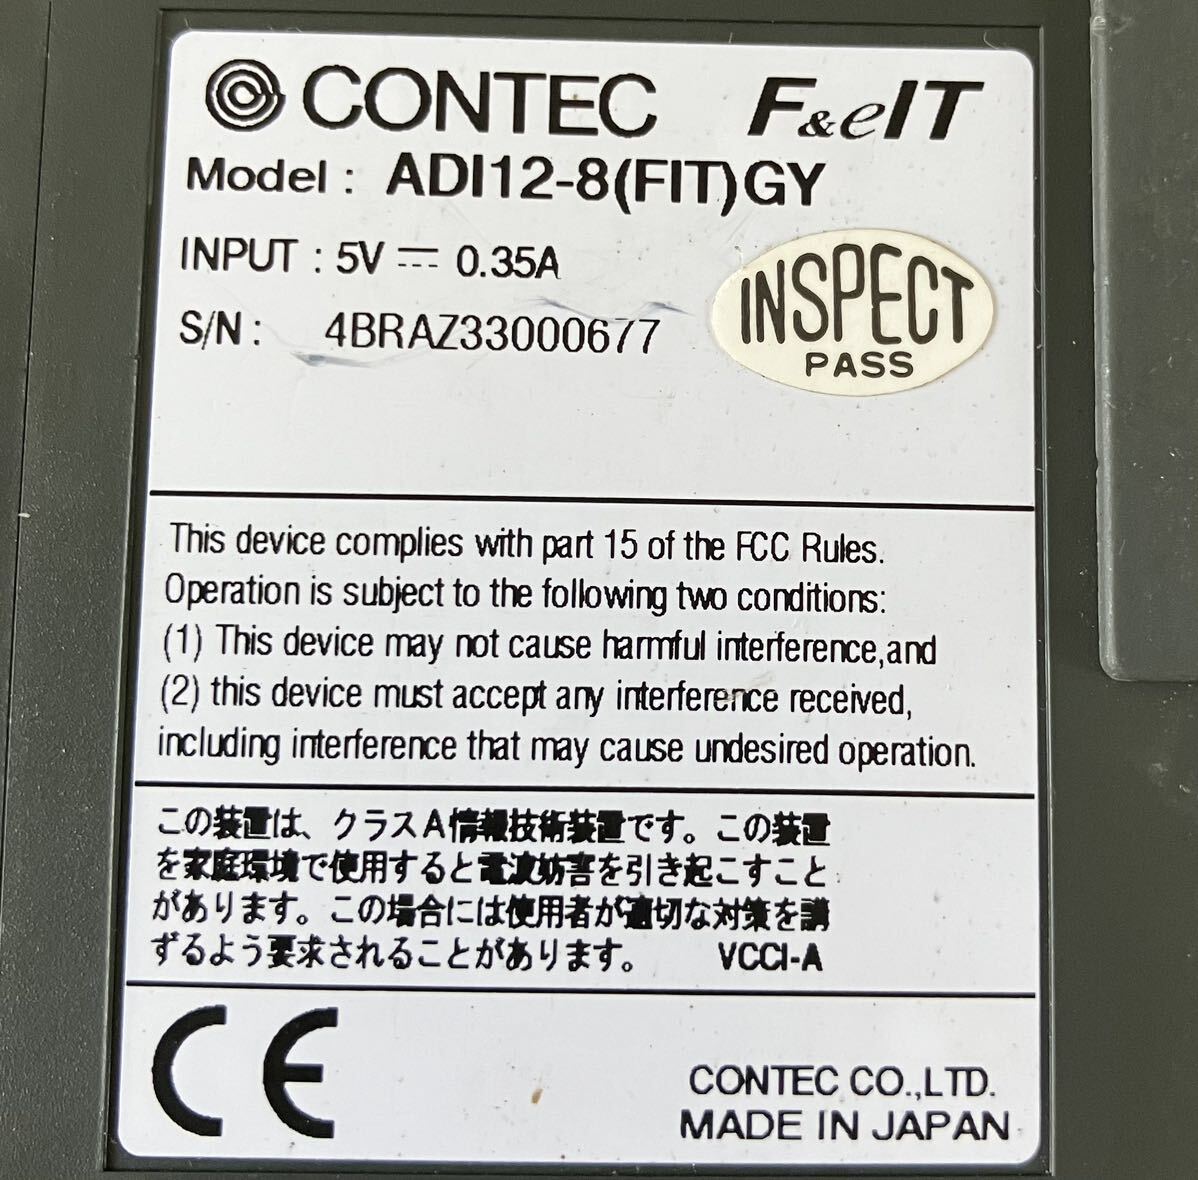 CONTEC F&eIT
Model : ADI12-8(FIT)GY
INPUT : 5V ⎓ 0.35A
S/N : 4BRAZ33000677
INSPECT
PASS
This device complies with part 15 of the FCC Rules.
Operation is subject to the following two conditions:
(1) This device may not cause harmful interference,and
(2) this device must accept any interference received,
including interference that may cause undesired operation.
この装置は、クラスA情報技術装置です。この装置
を家庭環境で使用すると電波妨害を引き起こすこと
があります。この場合には使用者が適切な対策を講
ずるよう要求されることがあります。 VCCI-A
CE
CONTEC CO.,LTD.
MADE IN JAPAN